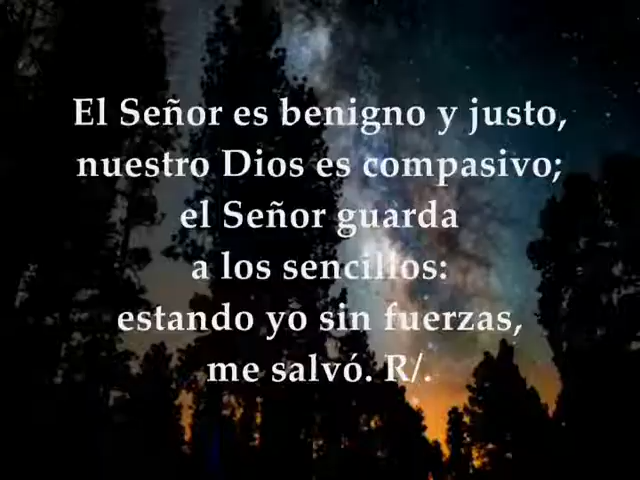 El Señor es benigno y justo,
nuestro Dios es compasivo;
el Señor guarda
a los sencillos:
estando yo sin fuerzas,
me salvó. R/.